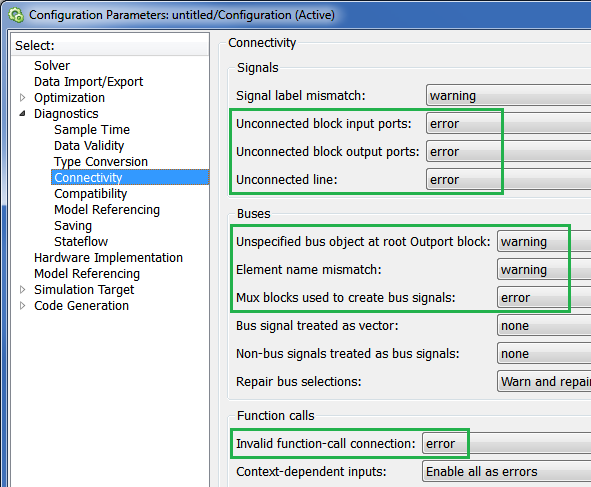 Configuration Parameters: untitled/Configuration (Active)
Select:
Solver
Data Import/Export
Optimization
Diagnostics
Sample Time
Data Validity
Type Conversion
Connectivity
Compatibility
Model Referencing
Saving
Stateflow
Hardware Implementation
Model Referencing
Simulation Target
Code Generation
Connectivity
Signals
Signal label mismatch: warning
Unconnected block input ports: error
Unconnected block output ports: error
Unconnected line: error
Buses
Unspecified bus object at root Outport block: warning
Element name mismatch: warning
Mux blocks used to create bus signals: error
Bus signal treated as vector: none
Non-bus signals treated as bus signals: none
Repair bus selections: Warn and repair
Function calls
Invalid function-call connection: error
Context-dependent inputs: Enable all as errors